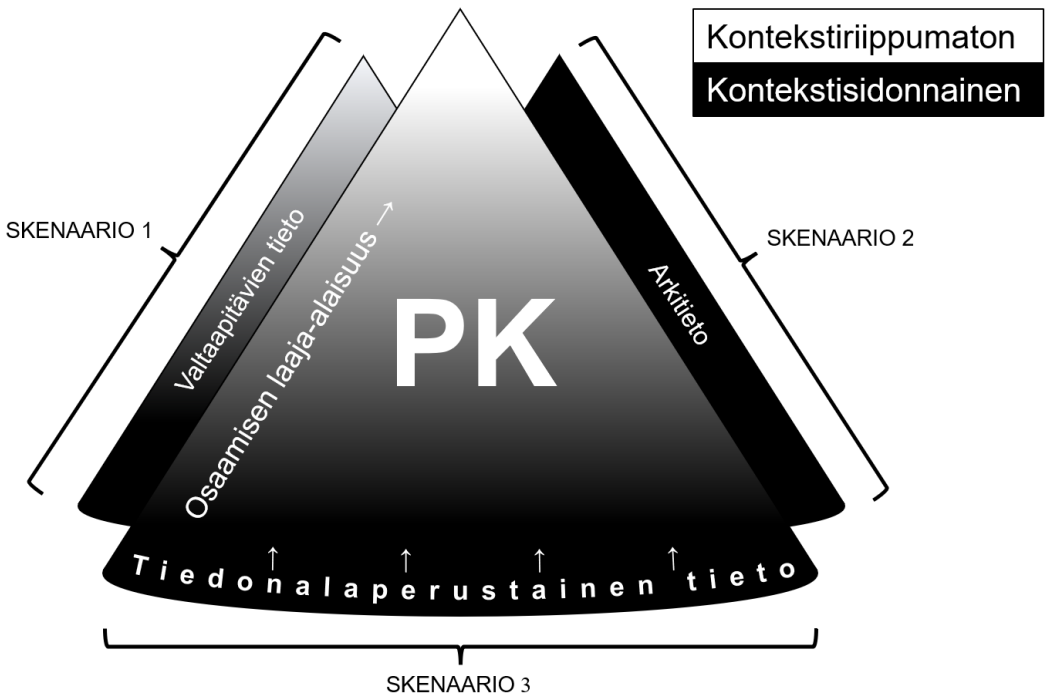 Kontekstiriippumaton
Kontekstisidonnainen
SKENAARIO 1
SKENAARIO 2
Valtaapitävien tieto
Osaamisen laaja-alaisuus →
PK
Arkitieto
↑ ↑ ↑ ↑
Tiedonalaperustainen tieto
SKENAARIO 3